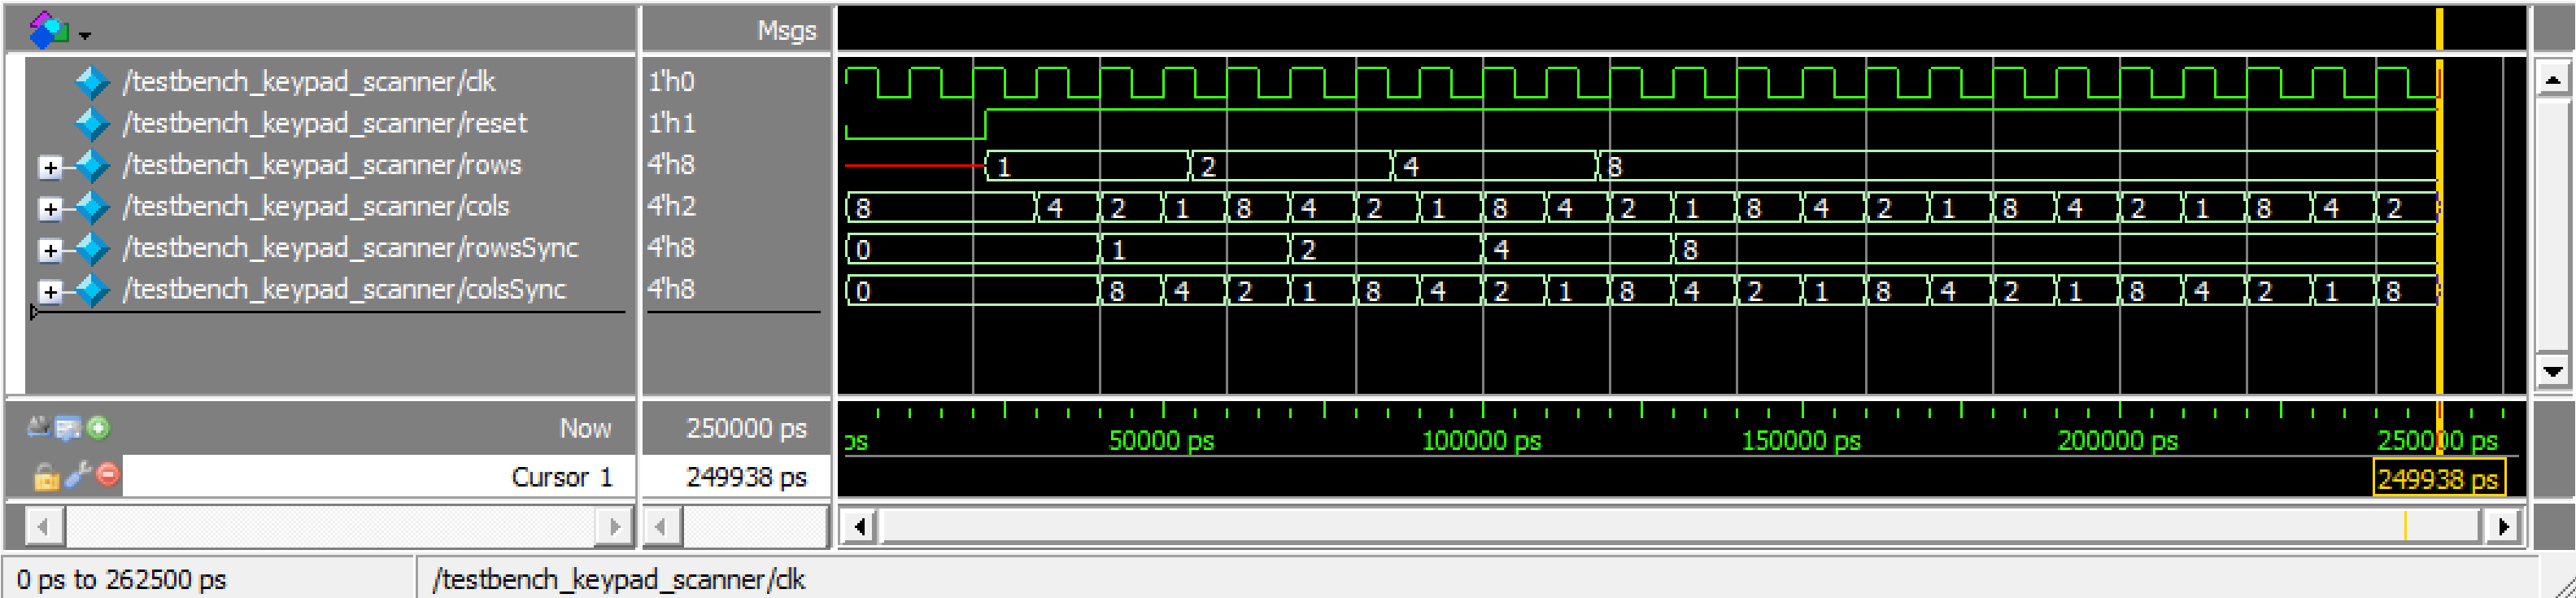 Msgs
/testbench_keypad_scanner/clk 1'h0
/testbench_keypad_scanner/reset 1'h1
/testbench_keypad_scanner/rows 4'h8 1 2 4 8
/testbench_keypad_scanner/cols 4'h2 8 4 2 1 8 4 2 1 8 4 2 1 8 4 2 1 8 4 2 1 8 4 2
/testbench_keypad_scanner/rowsSync 4'h8 0 1 2 4 8
/testbench_keypad_scanner/colsSync 4'h8 0 8 4 2 1 8 4 2 1 8 4 2 1 8 4 2 1 8 4 2 1 8
Now 250000 ps ps 50000 ps 100000 ps 150000 ps 200000 ps 250000 ps
Cursor 1 249938 ps 249938 ps
0 ps to 262500 ps /testbench_keypad_scanner/clk